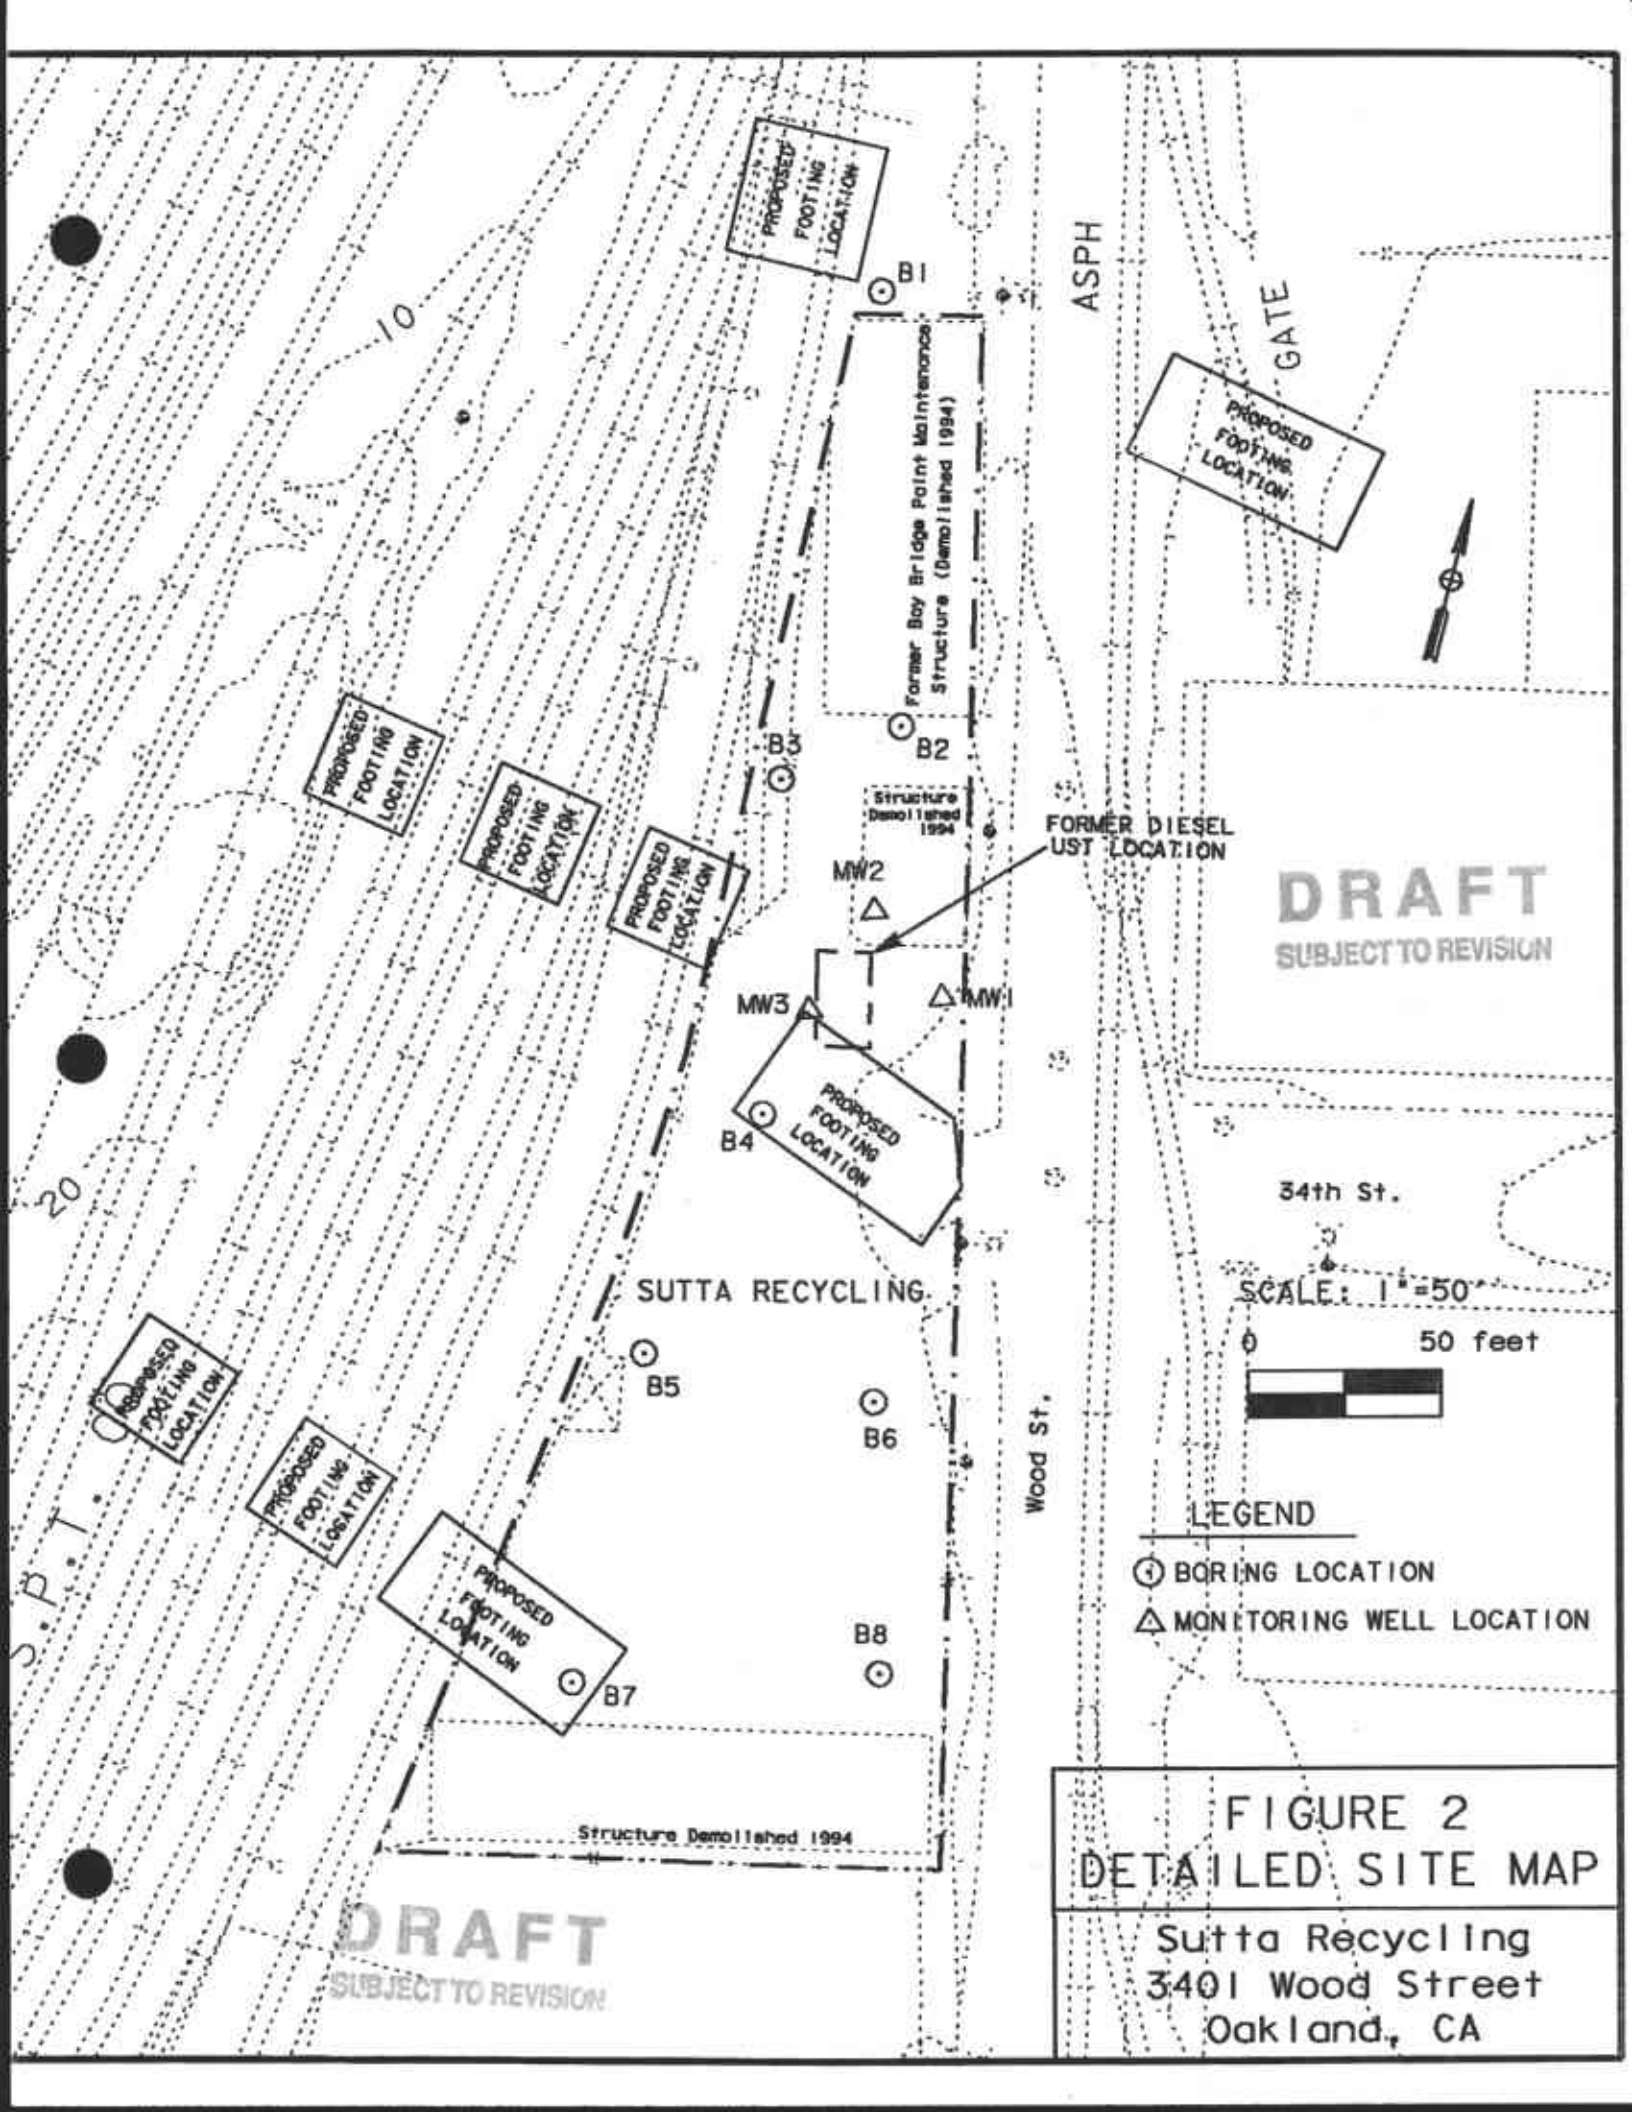 PROPOSED
FOOTING
LOCATION
B1
ASPH
GATE
10
PROPOSED
FOOTING
LOCATION
Former Bay Bridge Paint Maintenance
Structure (Demolished 1994)
B3
B2
PROPOSED
FOOTING
LOCATION
PROPOSED
FOOTING
LOCATION
PROPOSED
FOOTING
LOCATION
Structure
Demolished
1994
FORMER DIESEL
UST LOCATION
MW2
DRAFT
SUBJECT TO REVISION
MW3
MW1
PROPOSED
FOOTING
LOCATION
B4
20
34th St.
SUTTA RECYCLING
SCALE: 1"=50'
0 50 feet
B5
B6
PROPOSED
FOOTING
LOCATION
PROPOSED
FOOTING
LOCATION
S.P.T. CO.
Wood St.
LEGEND
BORING LOCATION
MONITORING WELL LOCATION
PROPOSED
FOOTING
LOCATION
B7
B8
Structure Demolished 1994
DRAFT
SUBJECT TO REVISION
FIGURE 2
DETAILED SITE MAP
Sutta Recycling
3401 Wood Street
Oakland, CA